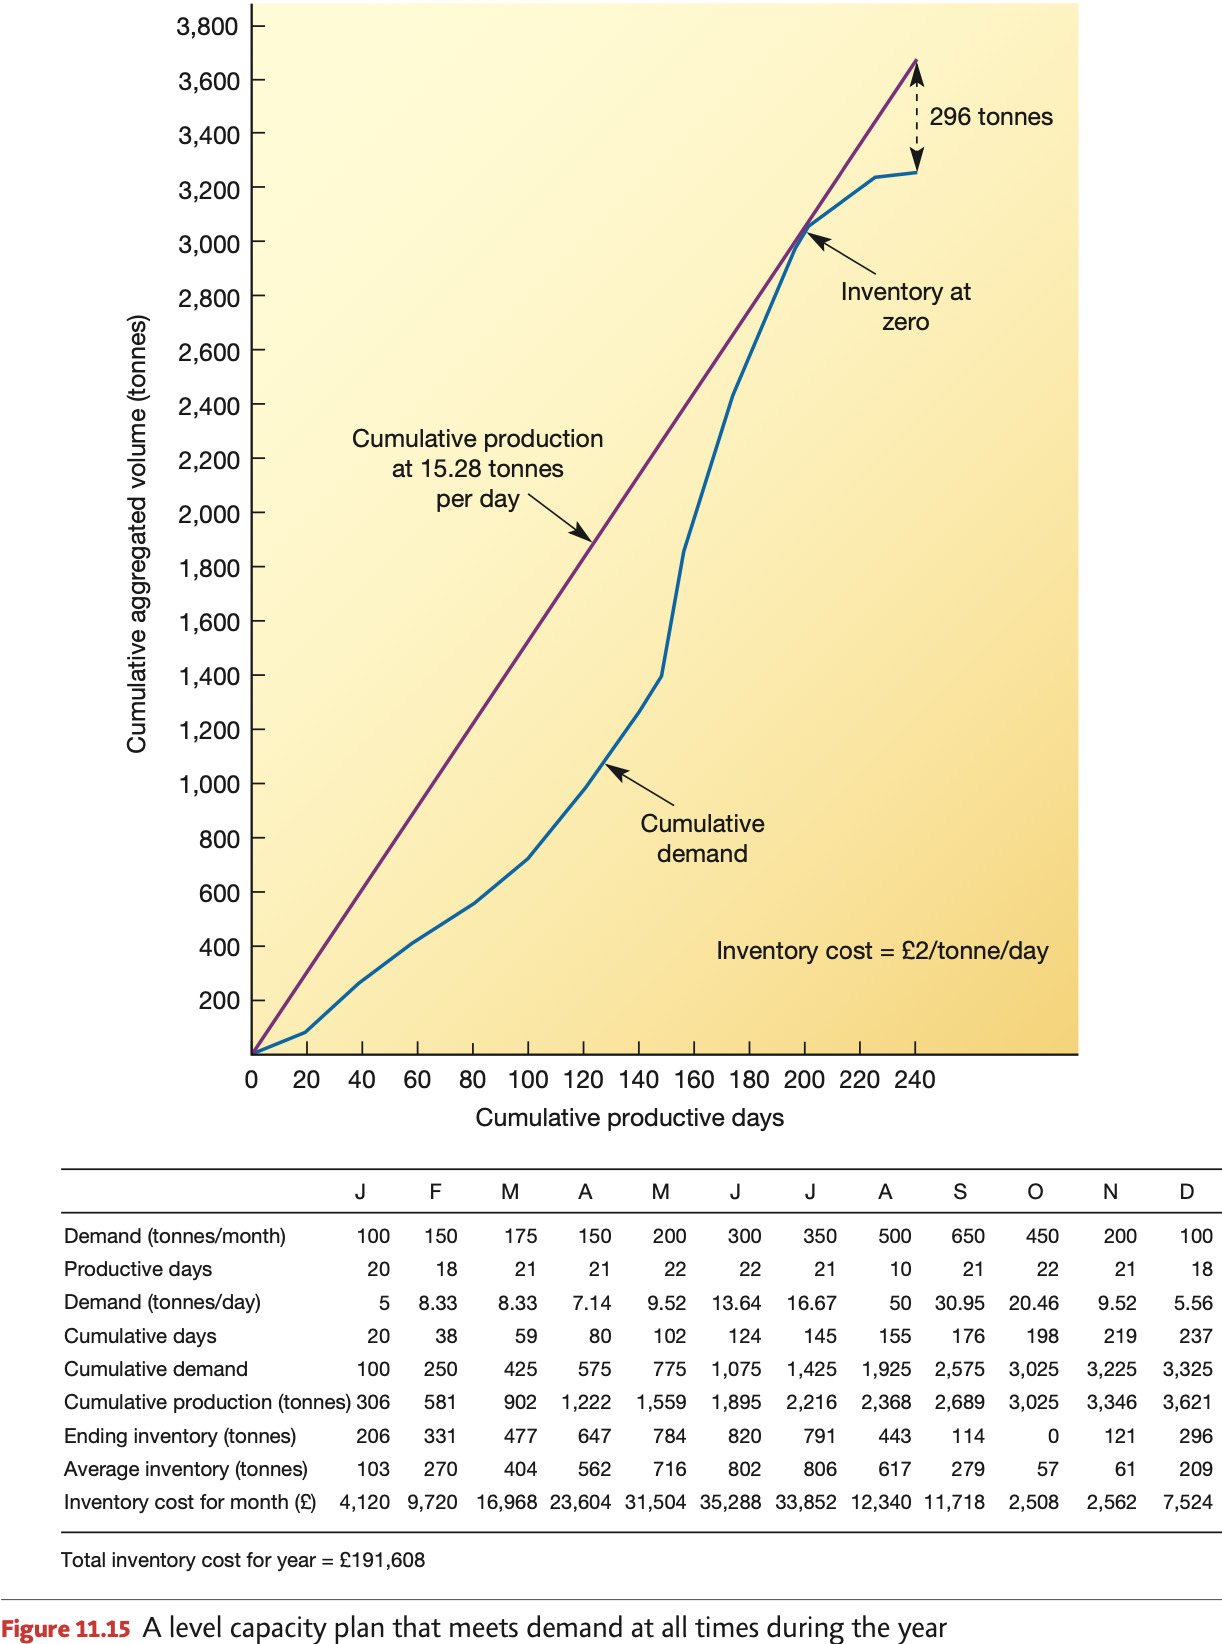 3,800
3,600
3,400
3,200
3,000
2,800
2,600
2,400
2,200
2,000
1,800
1,600
1,400
1,200
1,000
800
600
400
200
Cumulative aggregated volume (tonnes)
296 tonnes
Inventory at
zero
Cumulative production
at 15.28 tonnes
per day
Cumulative
demand
Inventory cost = £2/tonne/day
0 20 40 60 80 100 120 140 160 180 200 220 240
Cumulative productive days
J F M A M J J A S O N D
Demand (tonnes/month) 100 150 175 150 200 300 350 500 650 450 200 100
Productive days 20 18 21 21 22 22 21 10 21 22 21 18
Demand (tonnes/day) 5 8.33 8.33 7.14 9.52 13.64 16.67 50 30.95 20.46 9.52 5.56
Cumulative days 20 38 59 80 102 124 145 155 176 198 219 237
Cumulative demand 100 250 425 575 775 1,075 1,425 1,925 2,575 3,025 3,225 3,325
Cumulative production (tonnes) 306 581 902 1,222 1,559 1,895 2,216 2,368 2,689 3,025 3,346 3,621
Ending inventory (tonnes) 206 331 477 647 784 820 791 443 114 0 121 296
Average inventory (tonnes) 103 270 404 562 716 802 806 617 279 57 61 209
Inventory cost for month (£) 4,120 9,720 16,968 23,604 31,504 35,288 33,852 12,340 11,718 2,508 2,562 7,524
Total inventory cost for year = £191,608
Figure 11.15 A level capacity plan that meets demand at all times during the year